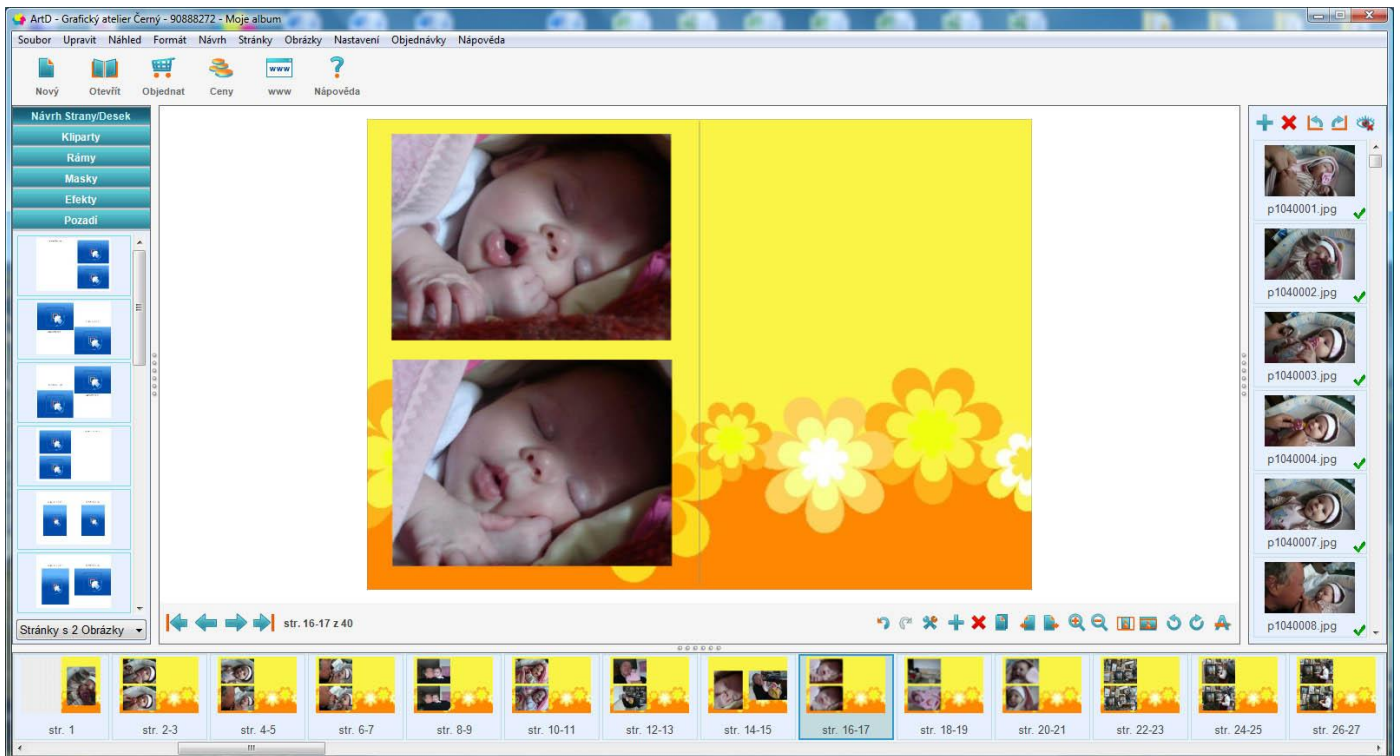 ArtD - Grafický atelier Černý - 90888272 - Moje album
Soubor Upravit Náhled Formát Návrh Stránky Obrázky Nastavení Objednávky Nápověda
www
Nový Otevřít Objednat Ceny www Nápověda
Návrh Strany/Desek
Kliparty
Rámy
Masky
Efekty
Pozadí
Stránky s 2 Obrázky
str. 16-17 z 40
p1040001.jpg
p1040002.jpg
p1040003.jpg
p1040004.jpg
p1040007.jpg
p1040008.jpg
str. 1 str. 2-3 str. 4-5 str. 6-7 str. 8-9 str. 10-11 str. 12-13 str. 14-15 str. 16-17 str. 18-19 str. 20-21 str. 22-23 str. 24-25 str. 26-27